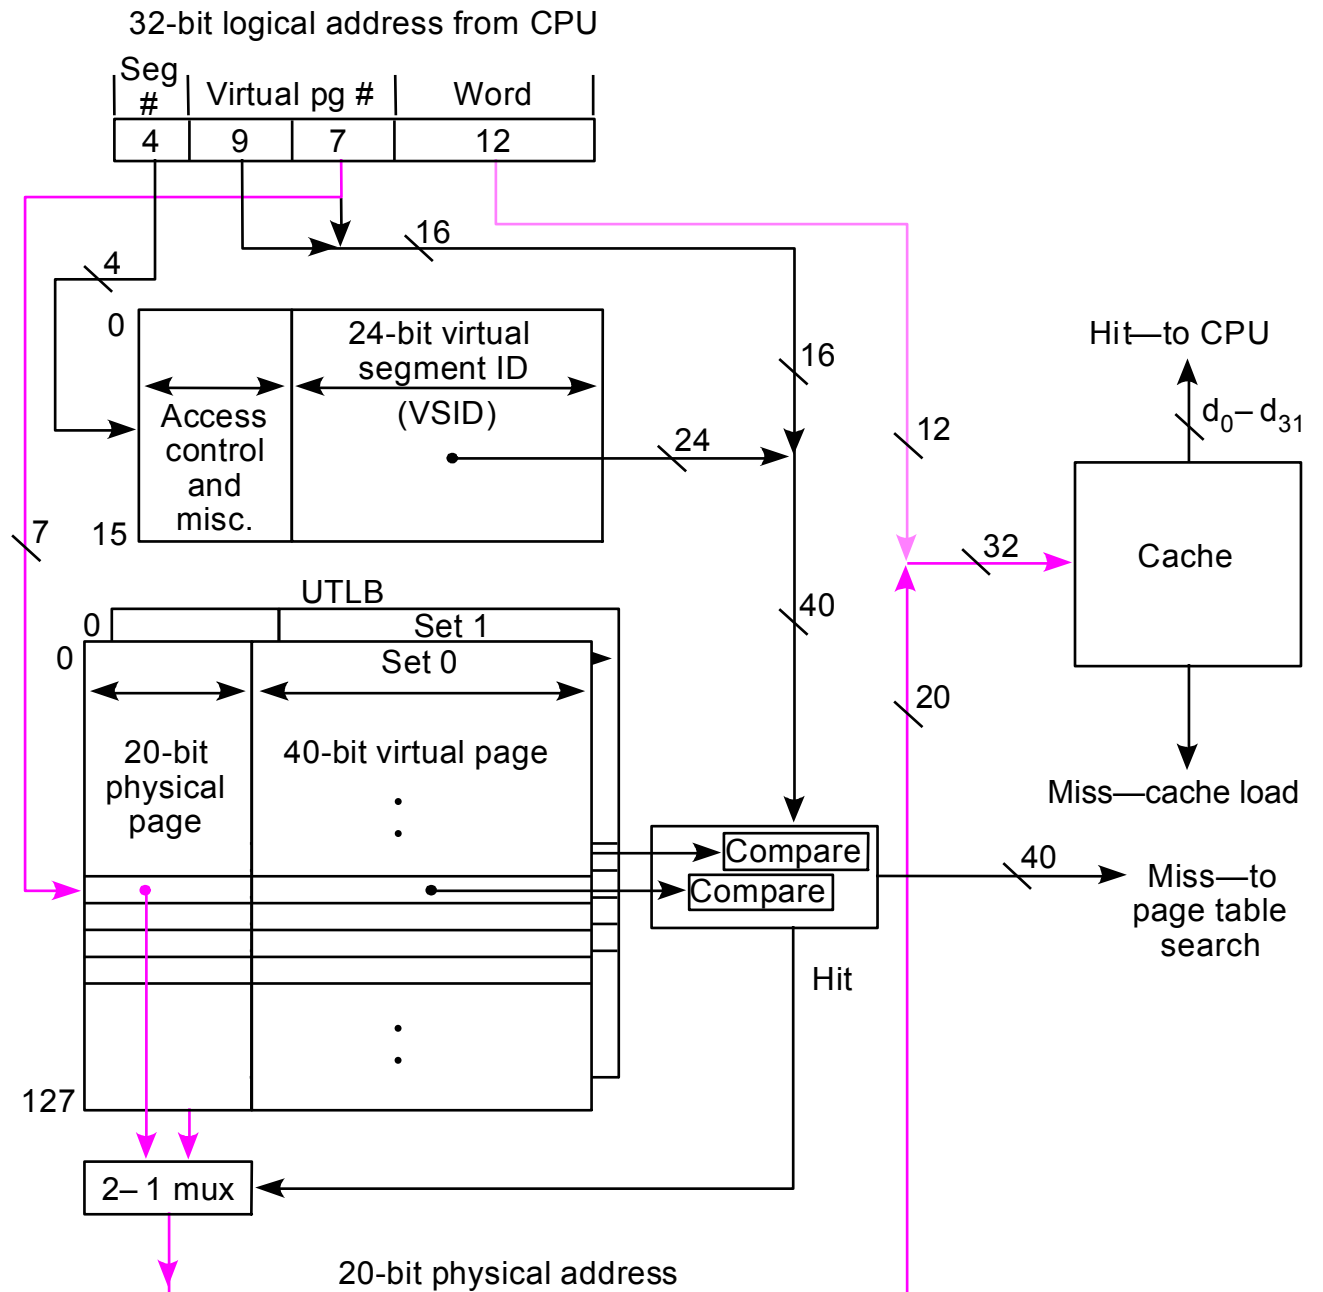 32-bit logical address from CPU
Seg
#
Virtual pg #
Word
4
9
7
12
16
4
0
24-bit virtual
segment ID
(VSID)
Access
control
and
misc.
15
24
16
12
7
Hit—to CPU
d0– d31
32
Cache
Miss—cache load
UTLB
0
Set 1
0
Set 0
40
20
20-bit
physical
page
40-bit virtual page
Compare
Compare
40
Miss—to
page table
search
Hit
127
2– 1 mux
20-bit physical address